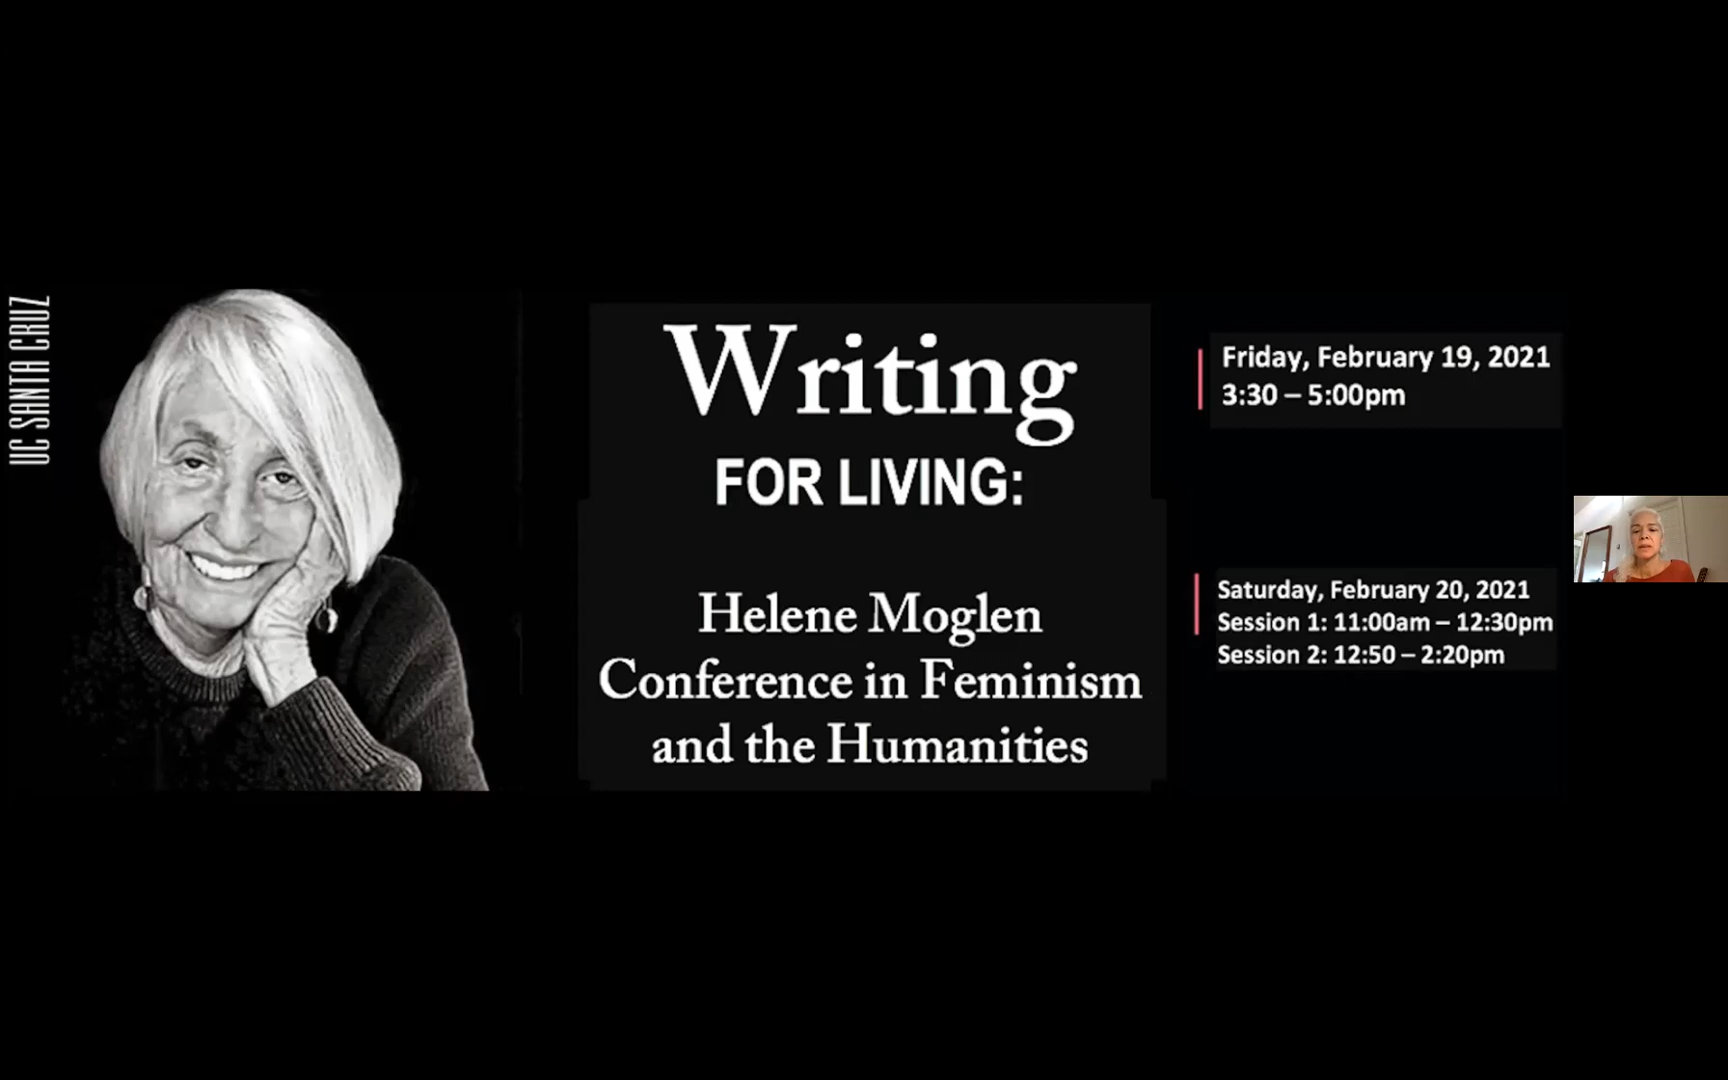 UC SANTA CRUZ
Writing
FOR LIVING:
Helene Moglen
Conference in Feminism
and the Humanities
Friday, February 19, 2021
3:30 – 5:00pm
Saturday, February 20, 2021
Session 1: 11:00am – 12:30pm
Session 2: 12:50 – 2:20pm